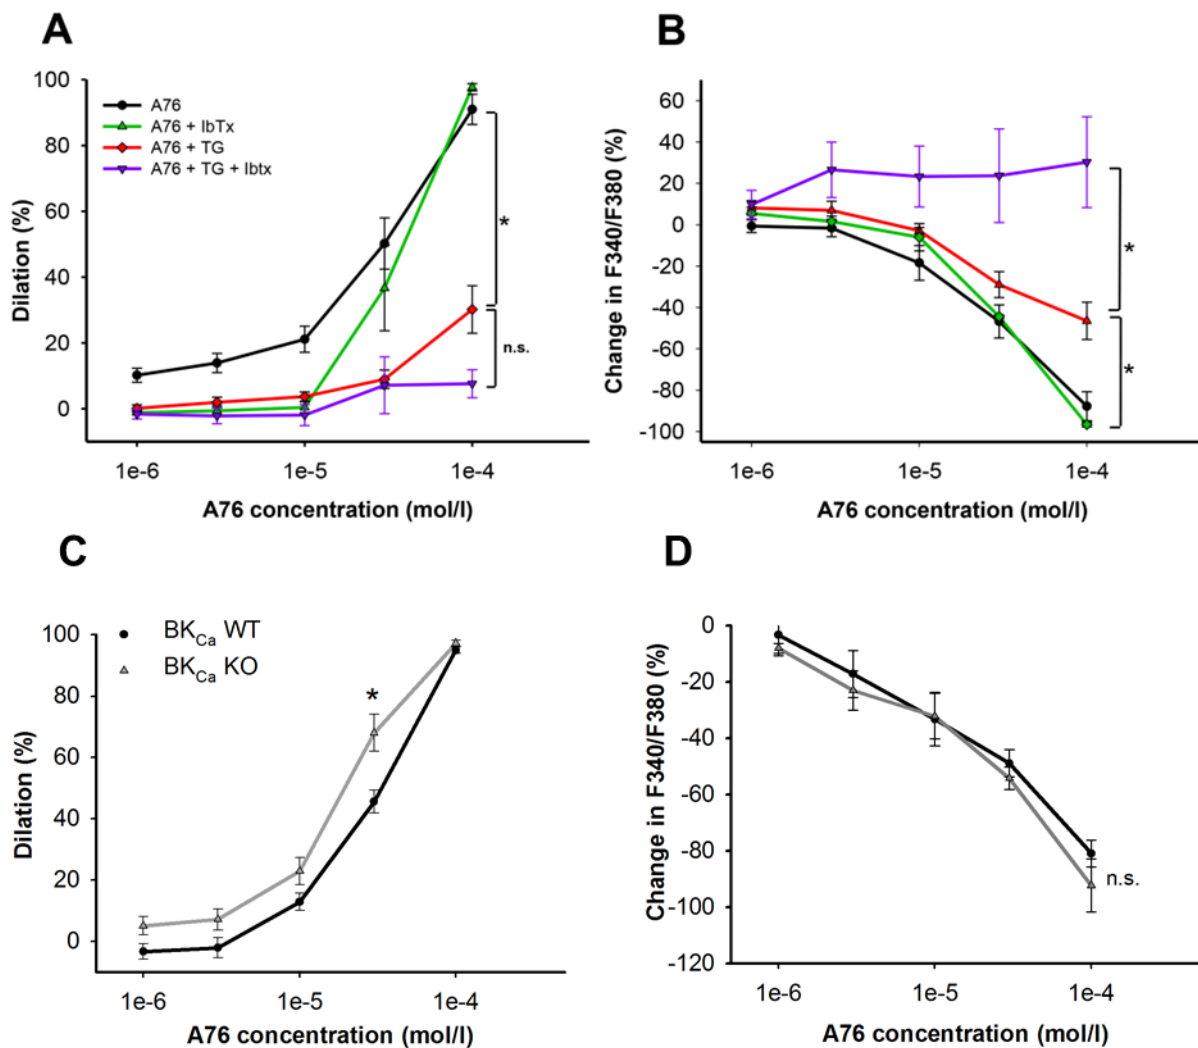 A
B
Dilation (%)
100
80
60
40
20
0
A76
A76 + IbTx
A76 + TG
A76 + TG + Ibtx
*
n.s.
1e-6
1e-5
1e-4
A76 concentration (mol/l)
Change in F340/F380 (%)
60
40
20
0
-20
-40
-60
-80
-100
*
*
1e-6
1e-5
1e-4
A76 concentration (mol/l)
C
D
Dilation (%)
100
80
60
40
20
0
BKCa WT
BKCa KO
*
1e-6
1e-5
1e-4
A76 concentration (mol/l)
Change in F340/F380 (%)
0
-20
-40
-60
-80
-100
-120
n.s.
1e-6
1e-5
1e-4
A76 concentration (mol/l)